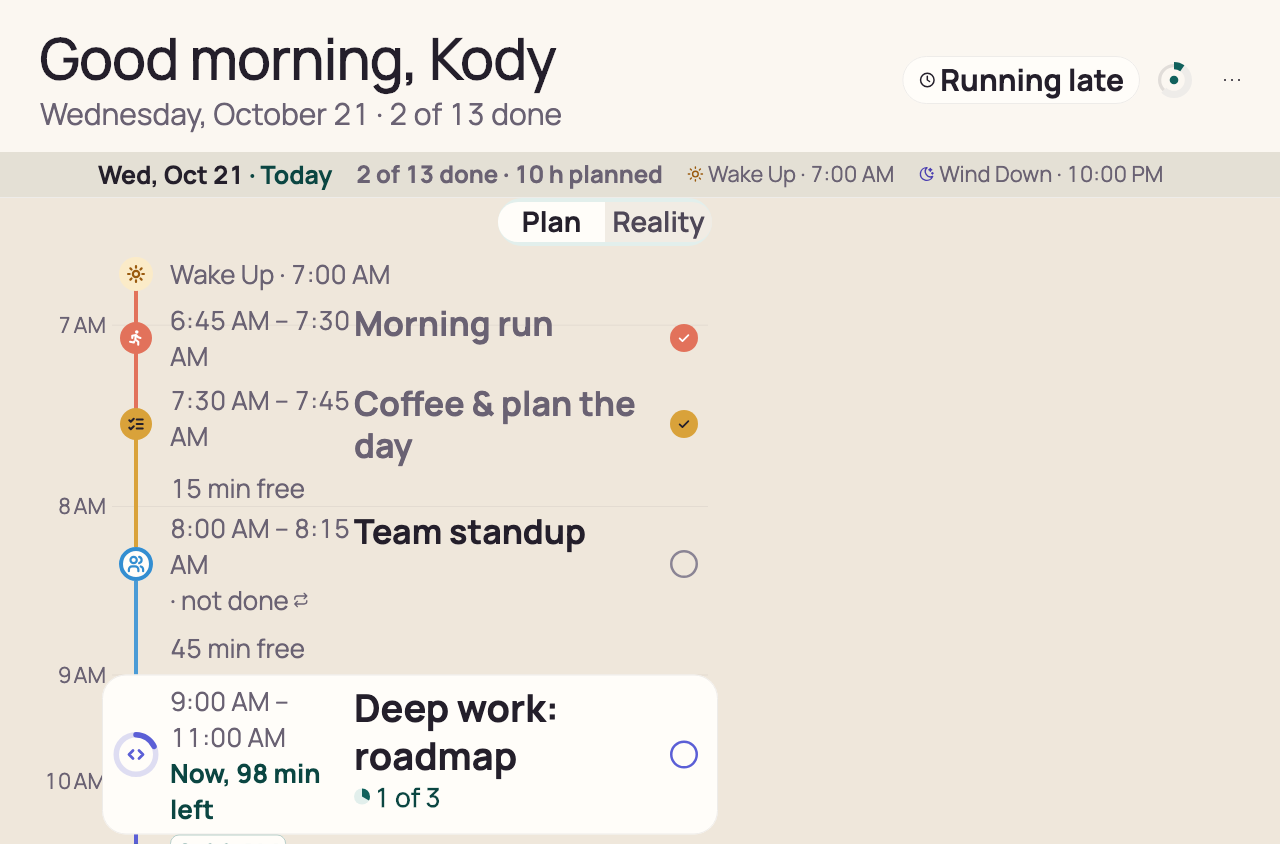 Good morning, Kody
Wednesday, October 21 · 2 of 13 done
Running late
Wed, Oct 21 · Today
2 of 13 done · 10 h planned
Wake Up · 7:00 AM
Wind Down · 10:00 PM
Plan
Reality
Wake Up · 7:00 AM
7 AM
6:45 AM – 7:30
AM
Morning run
7:30 AM – 7:45
AM
Coffee & plan the
day
15 min free
8 AM
8:00 AM – 8:15
AM
· not done
Team standup
45 min free
9 AM
9:00 AM –
11:00 AM
Now, 98 min
left
Deep work:
roadmap
1 of 3
10 AM